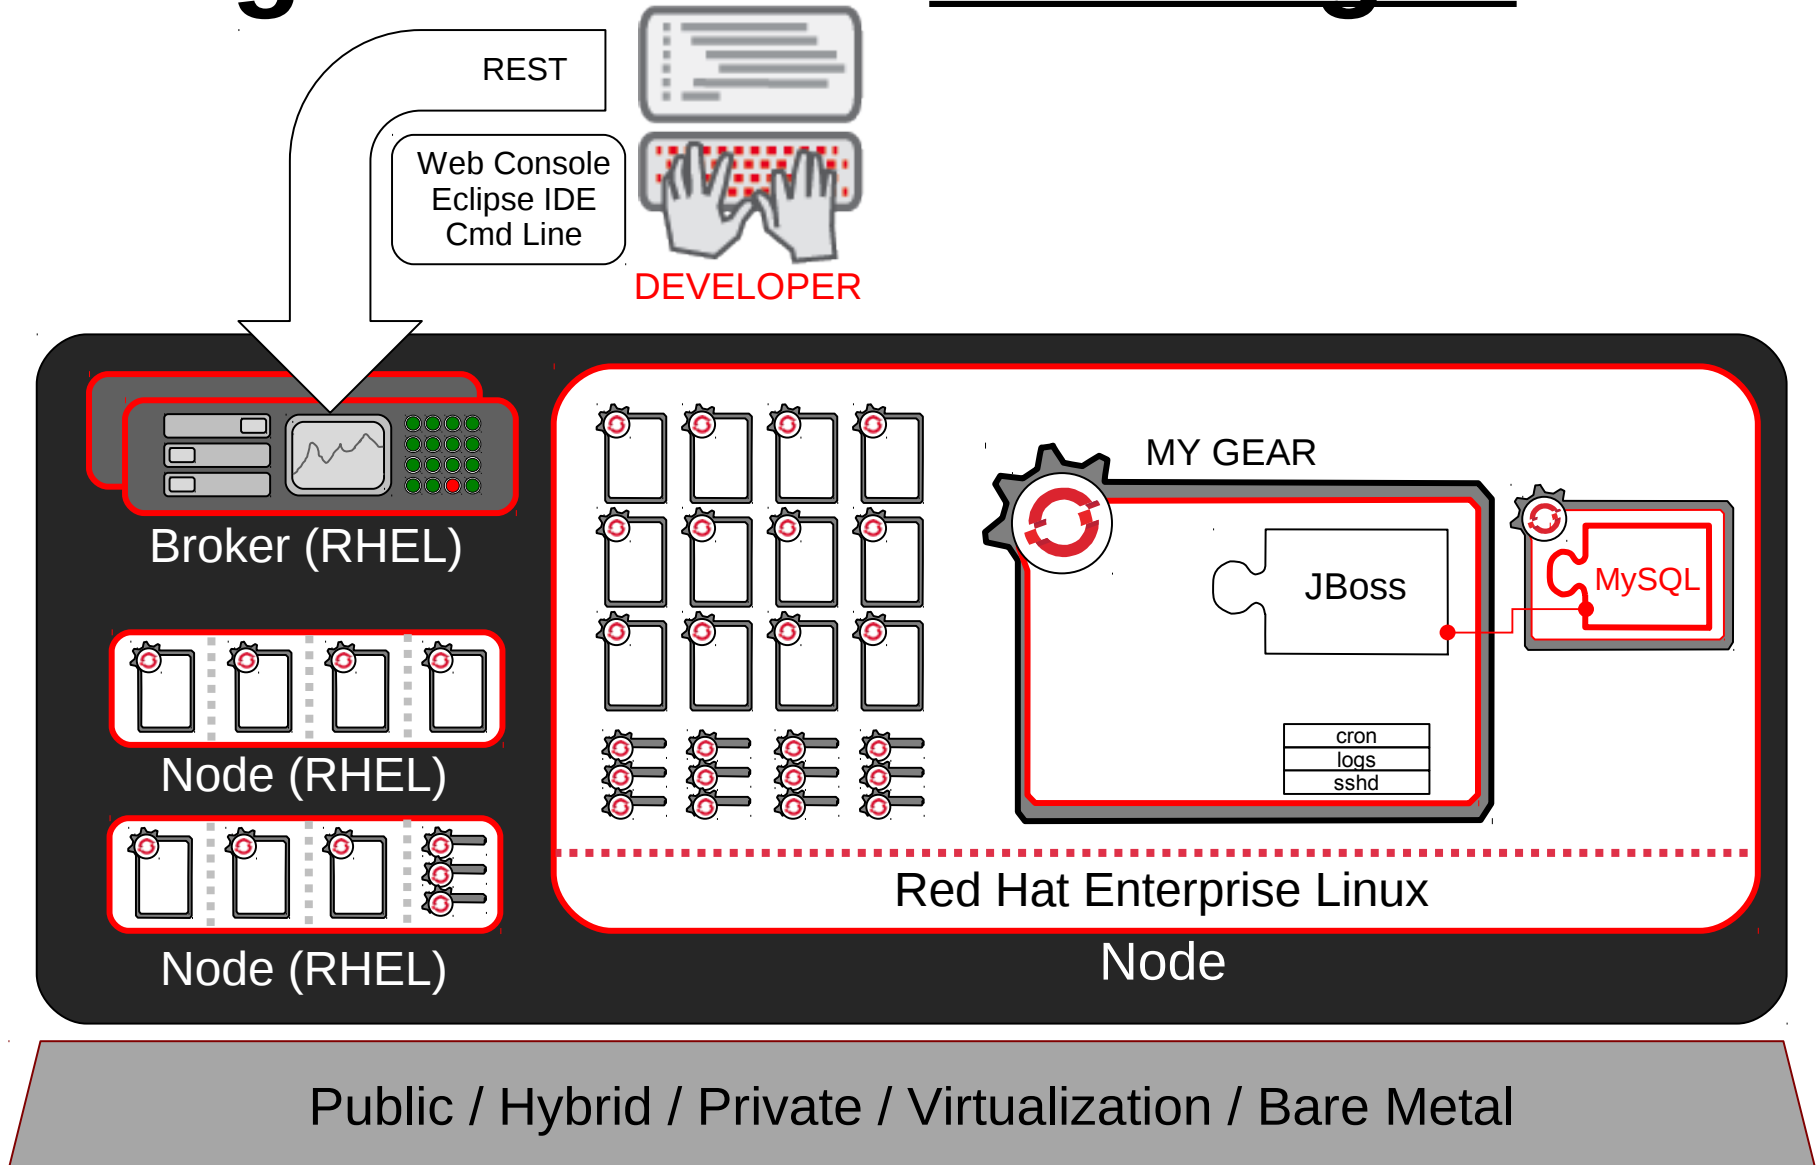 REST
Web Console
Eclipse IDE
Cmd Line
DEVELOPER
Broker (RHEL)
Node (RHEL)
Node (RHEL)
MY GEAR
JBoss
MySQL
cron
logs
sshd
Red Hat Enterprise Linux
Node
Public / Hybrid / Private / Virtualization / Bare Metal